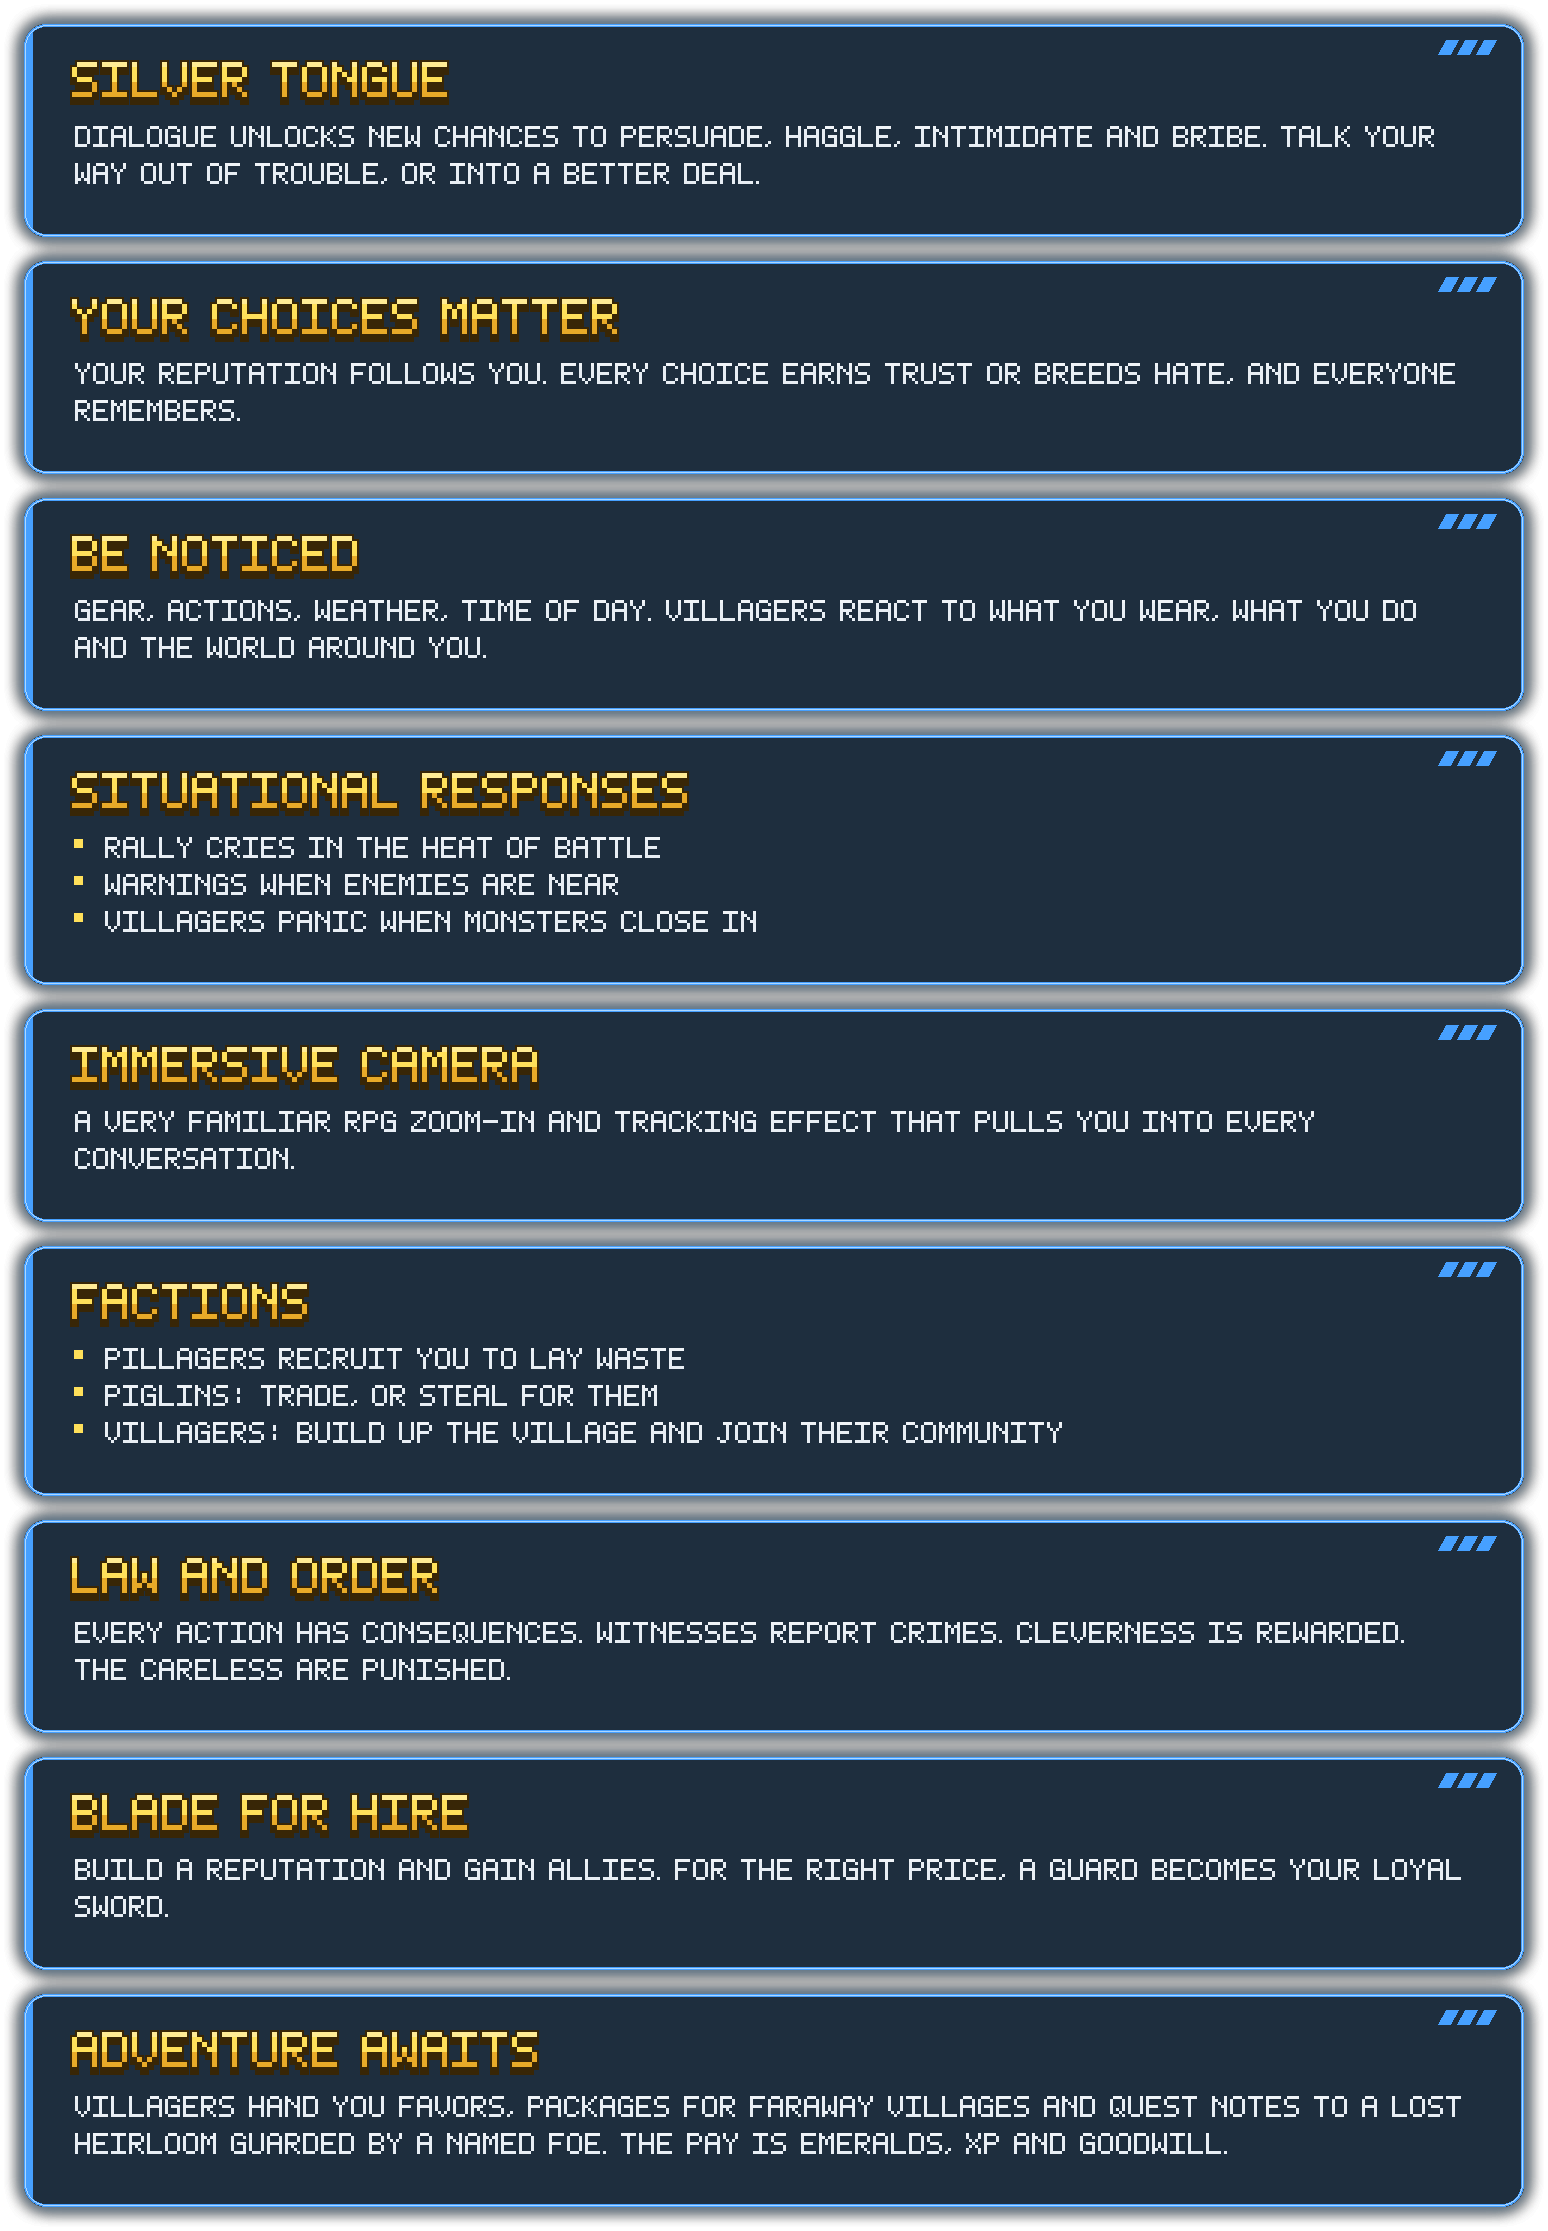 SILVER TONGUE
DIALOGUE UNLOCKS NEW CHANCES TO PERSUADE, HAGGLE, INTIMIDATE AND BRIBE. TALK YOUR
WAY OUT OF TROUBLE, OR INTO A BETTER DEAL.
YOUR CHOICES MATTER
YOUR REPUTATION FOLLOWS YOU. EVERY CHOICE EARNS TRUST OR BREEDS HATE, AND EVERYONE
REMEMBERS.
BE NOTICED
GEAR, ACTIONS, WEATHER, TIME OF DAY. VILLAGERS REACT TO WHAT YOU WEAR, WHAT YOU DO
AND THE WORLD AROUND YOU.
SITUATIONAL RESPONSES
▪ RALLY CRIES IN THE HEAT OF BATTLE
▪ WARNINGS WHEN ENEMIES ARE NEAR
▪ VILLAGERS PANIC WHEN MONSTERS CLOSE IN
IMMERSIVE CAMERA
A VERY FAMILIAR RPG ZOOM-IN AND TRACKING EFFECT THAT PULLS YOU INTO EVERY
CONVERSATION.
FACTIONS
▪ PILLAGERS RECRUIT YOU TO LAY WASTE
▪ PIGLINS: TRADE, OR STEAL FOR THEM
▪ VILLAGERS: BUILD UP THE VILLAGE AND JOIN THEIR COMMUNITY
LAW AND ORDER
EVERY ACTION HAS CONSEQUENCES. WITNESSES REPORT CRIMES. CLEVERNESS IS REWARDED.
THE CARELESS ARE PUNISHED.
BLADE FOR HIRE
BUILD A REPUTATION AND GAIN ALLIES. FOR THE RIGHT PRICE, A GUARD BECOMES YOUR LOYAL
SWORD.
ADVENTURE AWAITS
VILLAGERS HAND YOU FAVORS, PACKAGES FOR FARAWAY VILLAGES AND QUEST NOTES TO A LOST
HEIRLOOM GUARDED BY A NAMED FOE. THE PAY IS EMERALDS, XP AND GOODWILL.